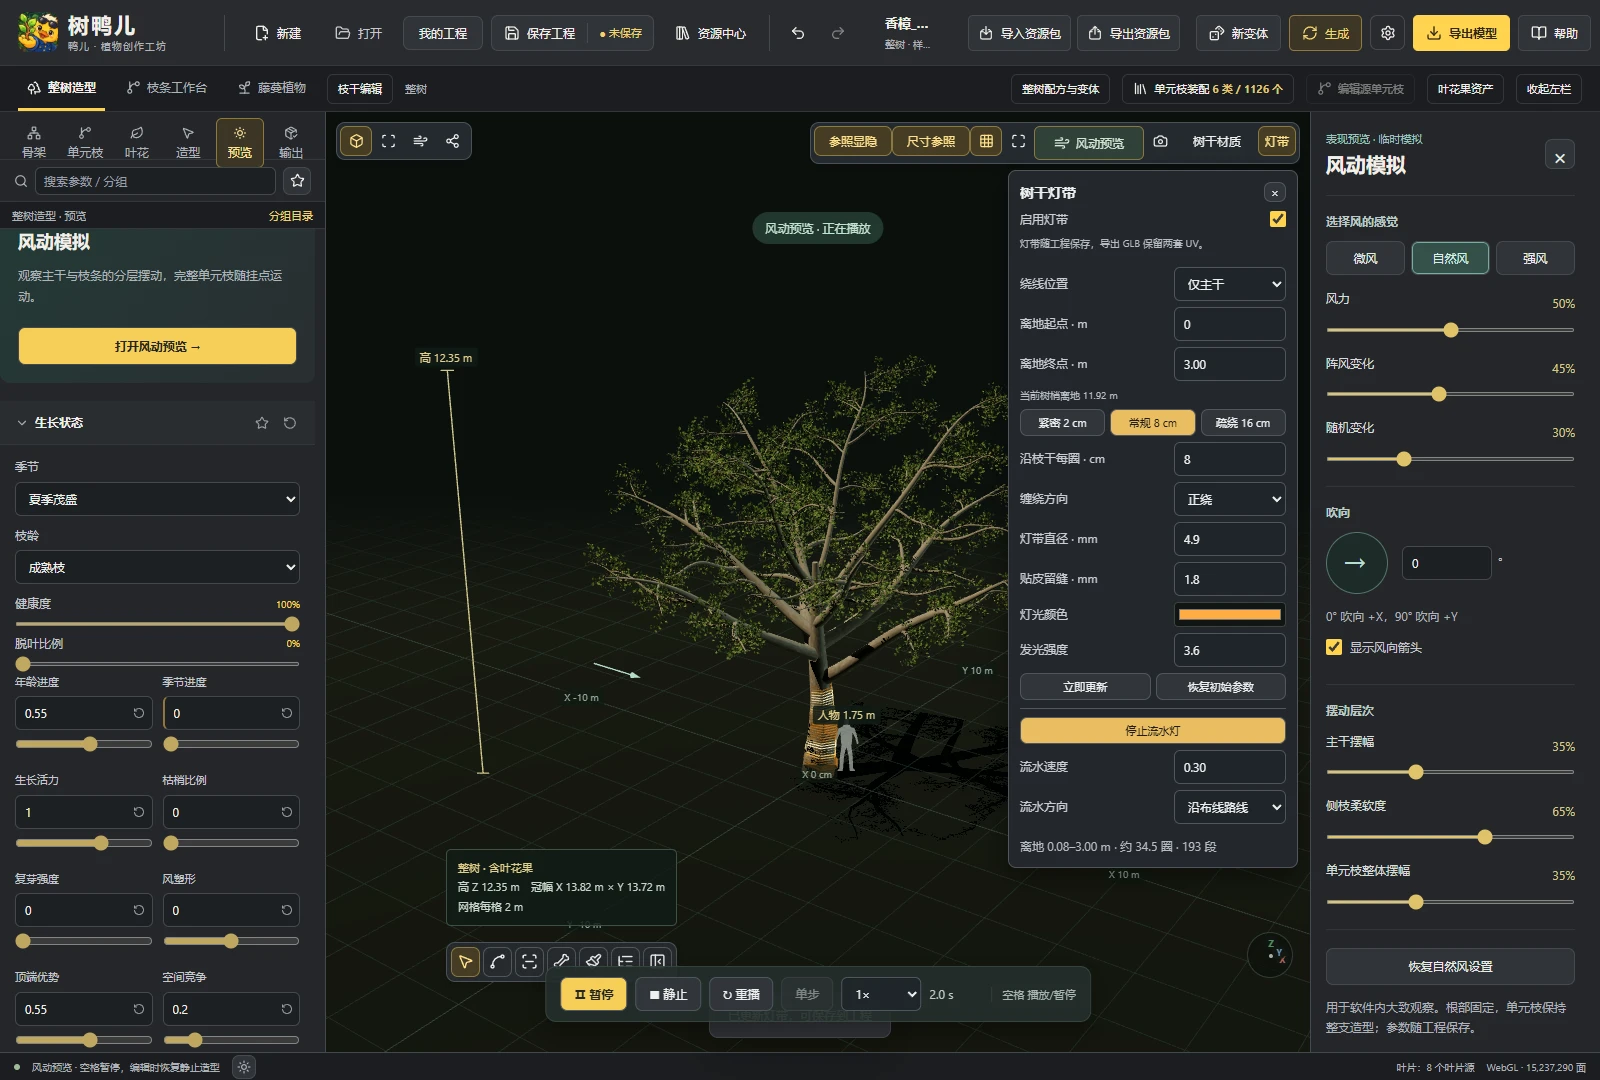 树鸭儿
鸭儿 · 植物创作工坊
新建
打开
我的工程
保存工程
● 未保存
资源中心
香樟_...
整树 · 样...
导入资源包
导出资源包
新变体
生成
导出模型
帮助
整树造型
枝条工作台
藤蔓植物
枝干编辑
整树
整树配方与变体
单元枝装配 6 类 / 1126 个
编辑源单元枝
叶花果资产
收起左栏
骨架
单元枝
叶花
造型
预览
输出
搜索参数 / 分组
整树造型 · 预览
分组目录
风动模拟
观察主干与枝条的分层摆动，完整单元枝随挂点运
动。
打开风动预览 →
生长状态
季节
夏季茂盛
枝龄
成熟枝
健康度
100%
脱叶比例
0%
年龄进度
季节进度
0.55
0
生长活力
枯梢比例
1
0
复芽强度
风塑形
0
0
顶端优势
空间竞争
0.55
0.2
参照显隐
尺寸参照
风动预览
树干材质
灯带
风动预览 · 正在播放
高 12.35 m
X -10 m
Y 10 m
人物 1.75 m
X 0 cm
X 10 m
整树 · 含叶花果
高 Z 12.35 m 冠幅 X 13.82 m × Y 13.72 m
网格每格 2 m
Y -10 m
树干灯带
×
启用灯带
灯带随工程保存，导出 GLB 保留两套 UV。
绕线位置
仅主干
离地起点 · m
0
离地终点 · m
3.00
当前树梢离地 11.92 m
紧密 2 cm
常规 8 cm
疏绕 16 cm
沿枝干每圈 · cm
8
缠绕方向
正绕
灯带直径 · mm
4.9
贴皮留缝 · mm
1.8
灯光颜色
发光强度
3.6
立即更新
恢复初始参数
停止流水灯
流水速度
0.30
流水方向
沿布线路线
离地 0.08–3.00 m · 约 34.5 圈 · 193 段
Z
Y
X
暂停
静止
重播
单步
1×
2.0 s
空格 播放/暂停
已更新灯带，可保存到工程
表现预览 · 临时模拟
风动模拟
×
选择风的感觉
微风
自然风
强风
风力
50%
阵风变化
45%
随机变化
30%
吹向
→
0
°
0° 吹向 +X，90° 吹向 +Y
显示风向箭头
摆动层次
主干摆幅
35%
侧枝柔软度
65%
单元枝整体摆幅
35%
恢复自然风设置
用于软件内大致观察。根部固定，单元枝保持
整支造型；参数随工程保存。
风动预览 · 空格暂停，编辑时恢复静止造型
叶片：8 个叶片源
WebGL · 15,237,290 面